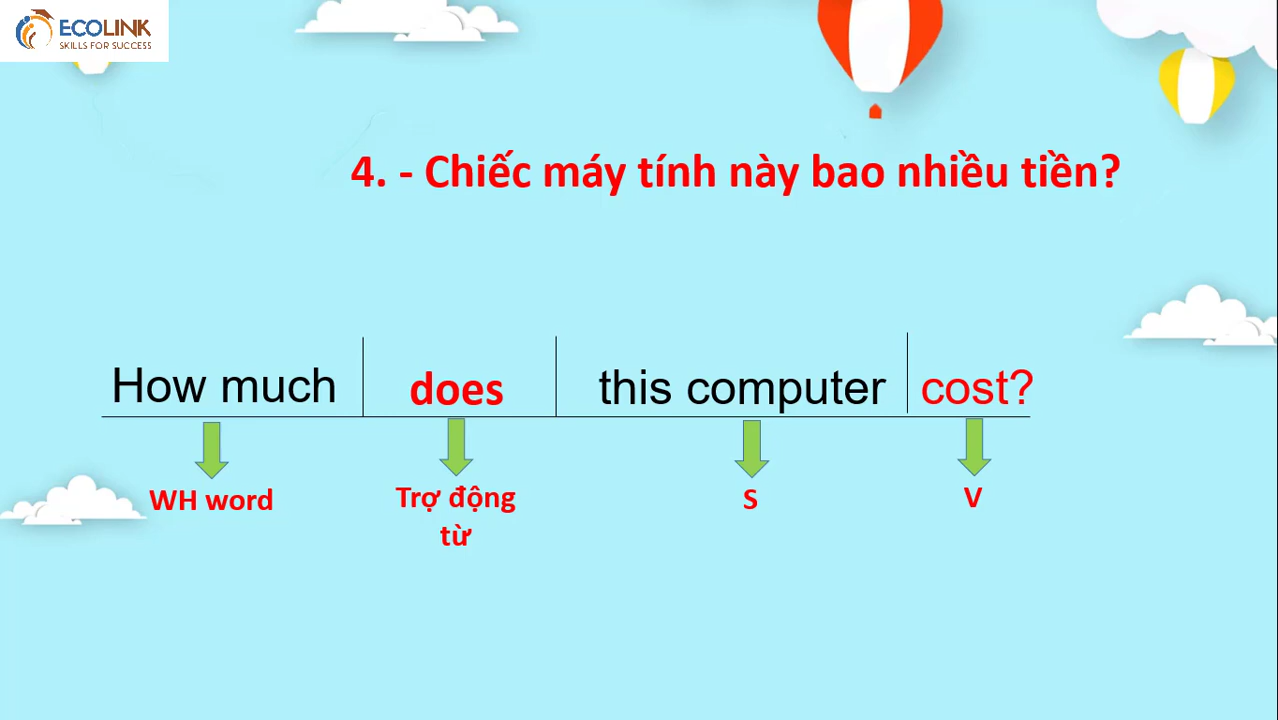 ECOLINK
SKILLS FOR SUCCESS
4. - Chiếc máy tính này bao nhiều tiền?
How much does this computer cost?
WH word Trợ động từ S V